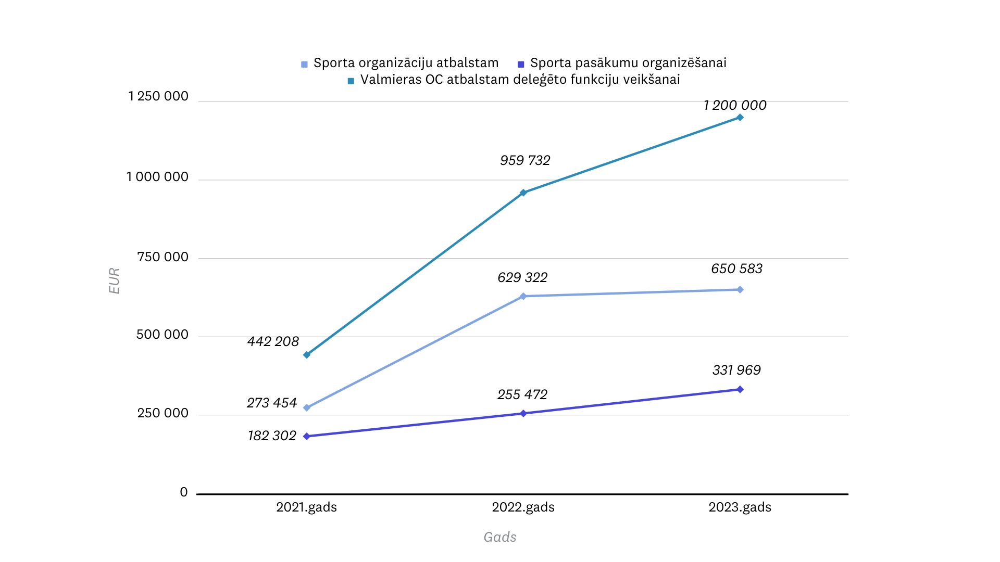 Sporta organizāciju atbalstam Sporta pasākumu organizēšanai
Valmieras OC atbalstam deleģēto funkciju veikšanai
1 250 000
1 200 000
959 732
1 000 000
750 000
650 583
629 322
EUR
500 000
442 208
331 969
273 454
255 472
250 000
182 302
0
2021.gads 2022.gads 2023.gads
Gads